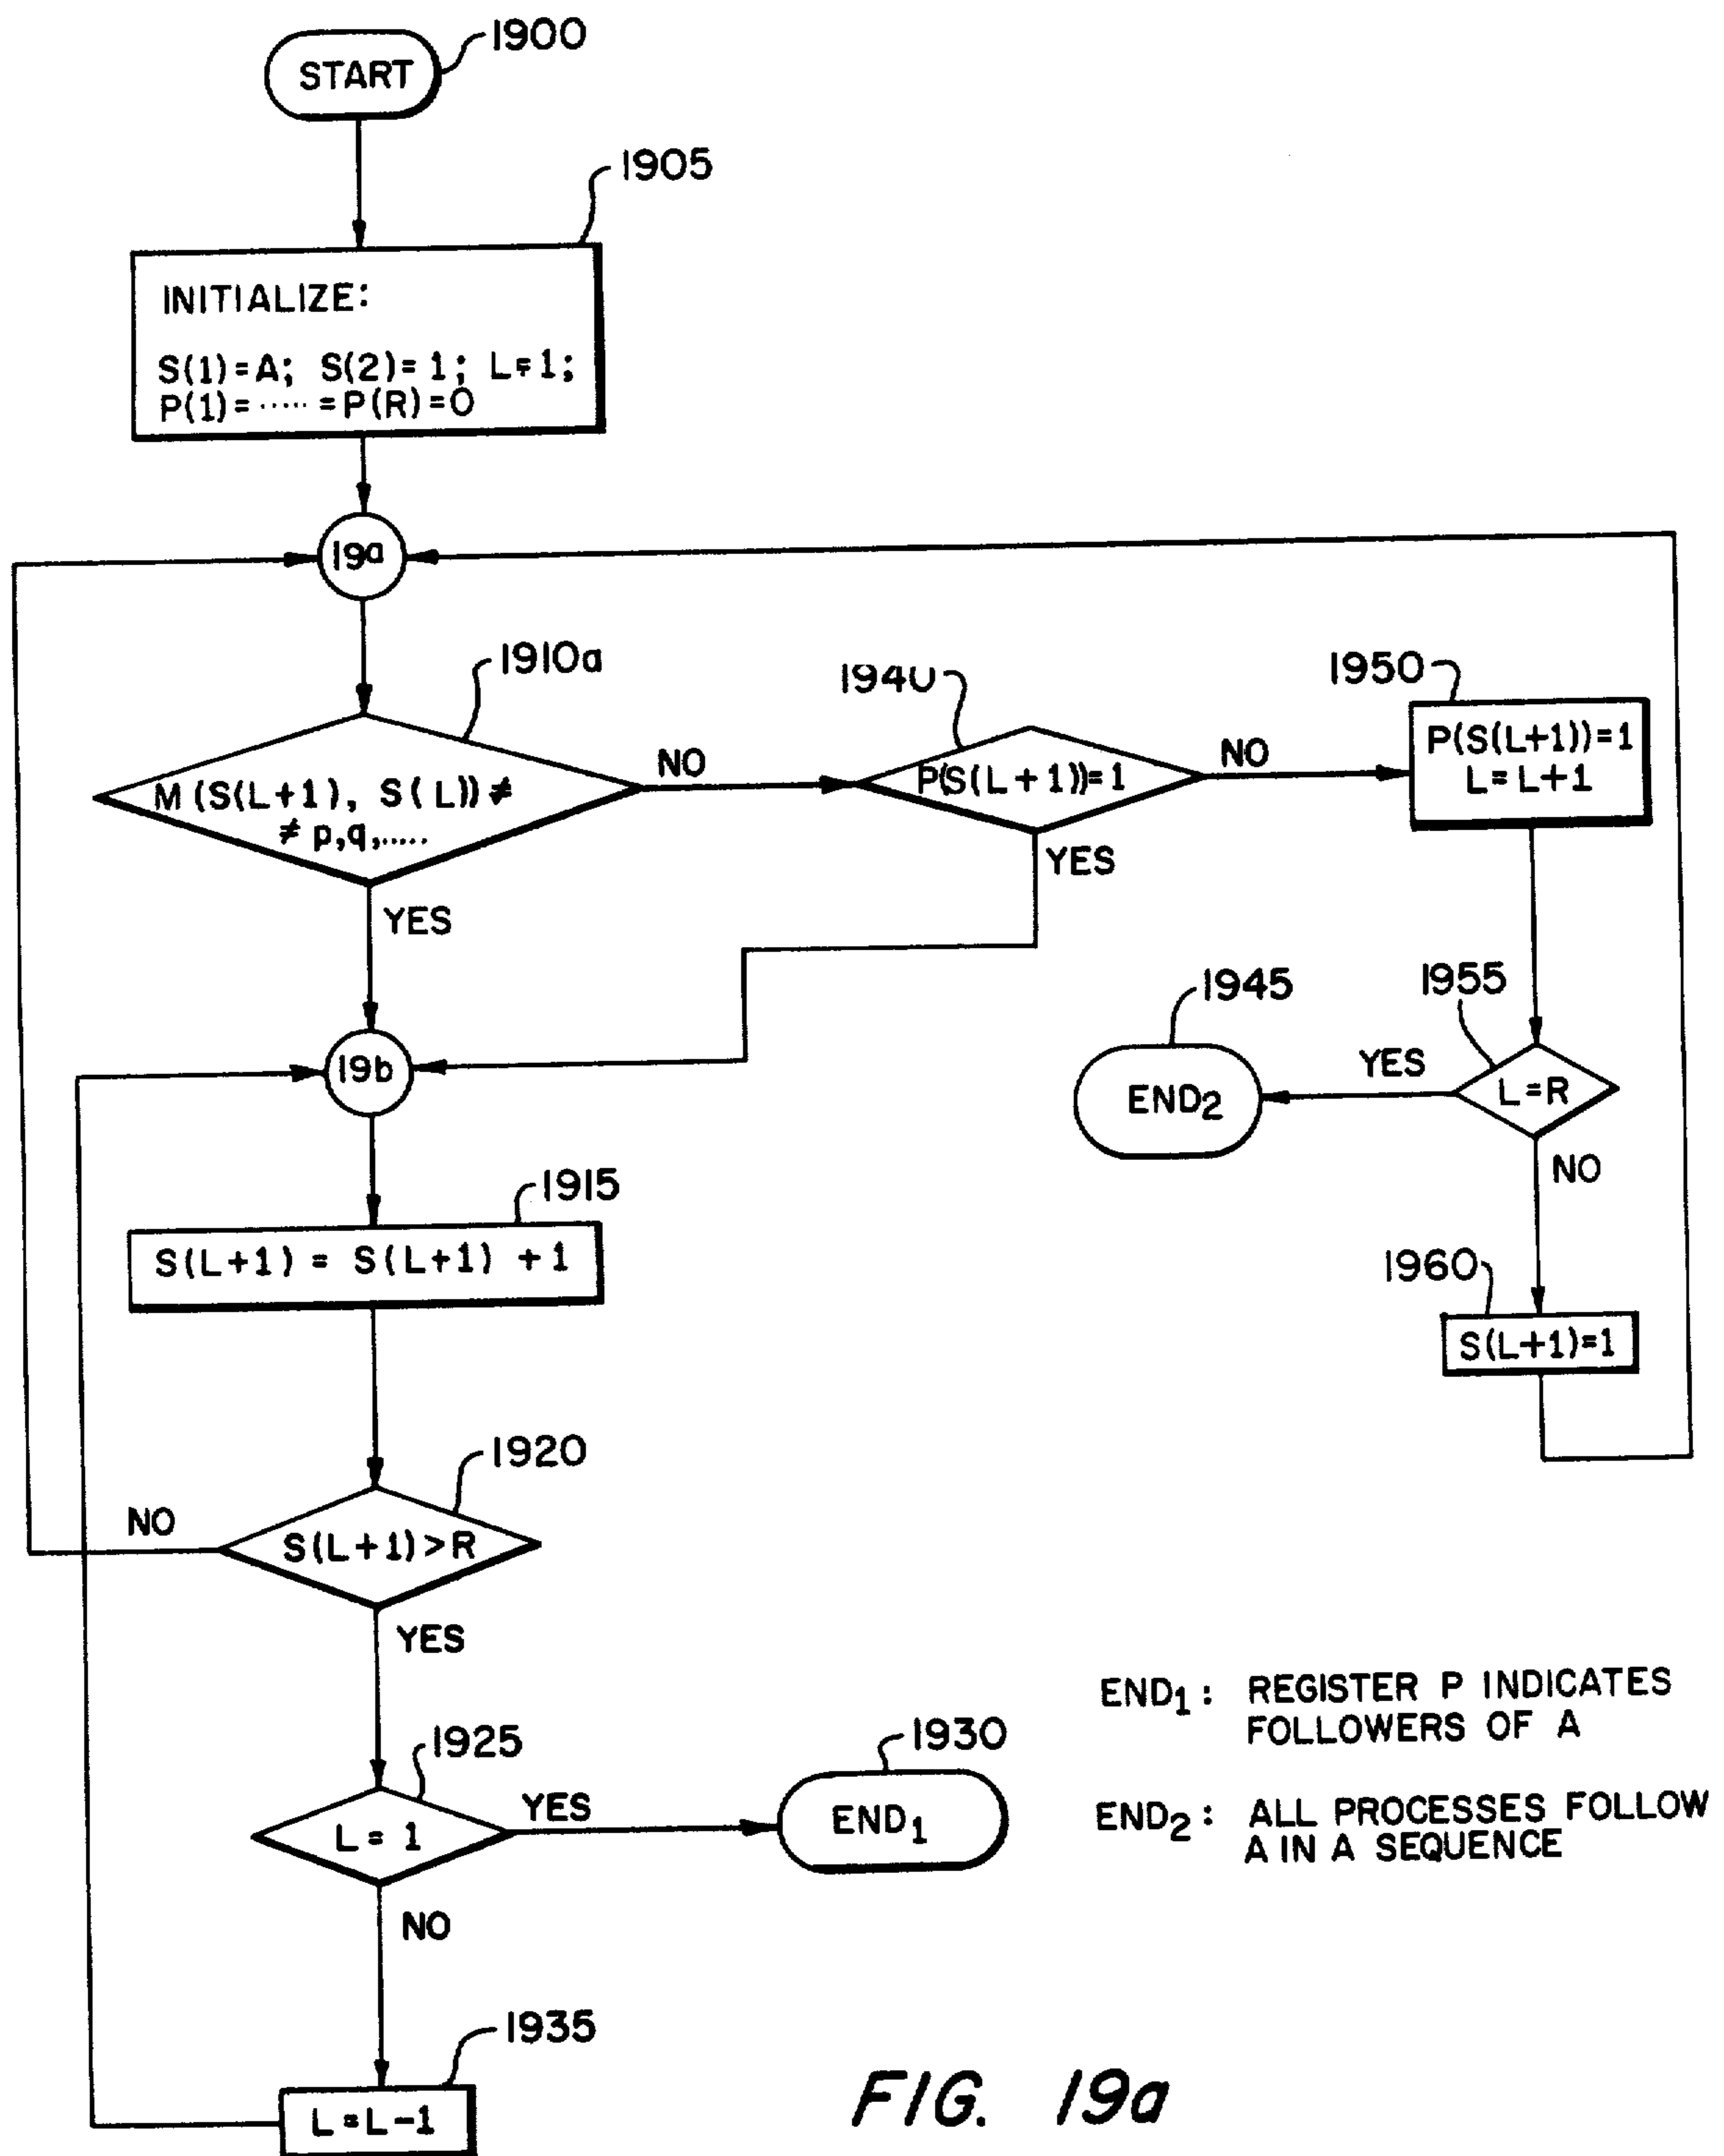 1900
START
1905
INITIALIZE:
S(1)=A; S(2)=1; L=1;
P(1)=·····=P(R)=0
19a
1910a
M(S(L+1), S(L)) ≠
≠ p,q,.....
NO
YES
1940
P(S(L+1))=1
NO
YES
1950
P(S(L+1))=1
L=L+1
1955
L=R
YES
NO
1945
END2
1960
S(L+1)=1
19b
1915
S(L+1) = S(L+1) +1
1920
S(L+1)>R
NO
YES
1925
L = 1
YES
NO
1930
END1
1935
L=L-1
END1: REGISTER P INDICATES
FOLLOWERS OF A
END2: ALL PROCESSES FOLLOW
A IN A SEQUENCE
FIG. 19a